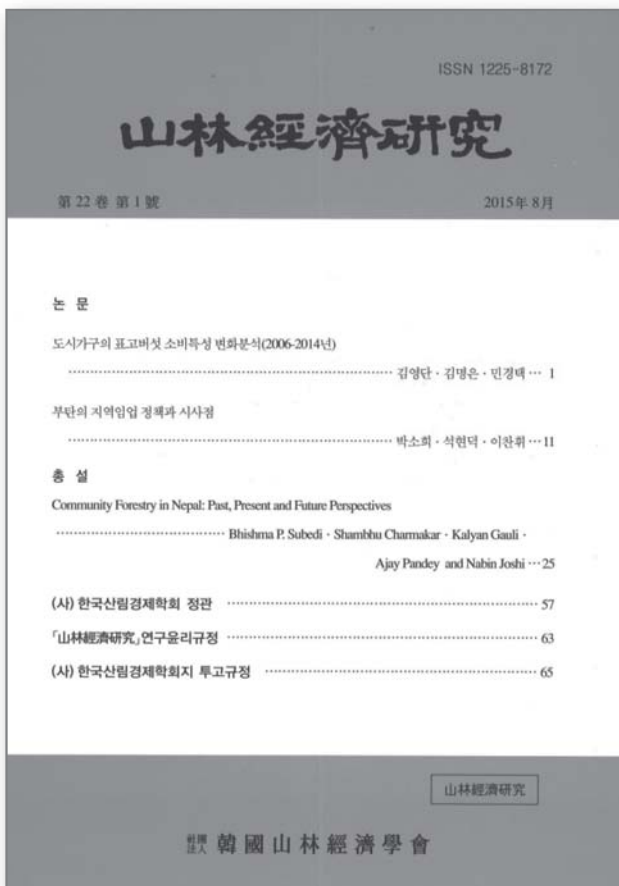 ISSN 1225-8172
山林經濟研究
第 22 卷 第 1 號 2015年 8月
논 문
도시가구의 표고버섯 소비특성 변화분석(2006-2014년)
김영단 · 김명은 · 민경택 ··· 1
부탄의 지역임업 정책과 시사점
박소희 · 석현덕 · 이찬휘 ··· 11
총 설
Community Forestry in Nepal: Past, Present and Future Perspectives
Bhishma P. Subedi · Shambhu Charmakar · Kalyan Gauli ·
Ajay Pandey and Nabin Joshi ··· 25
(사) 한국산림경제학회 정관 57
「山林經濟研究」연구윤리규정 63
(사) 한국산림경제학회지 투고규정 65
山林經濟研究
社團法人 韓國山林經濟學會